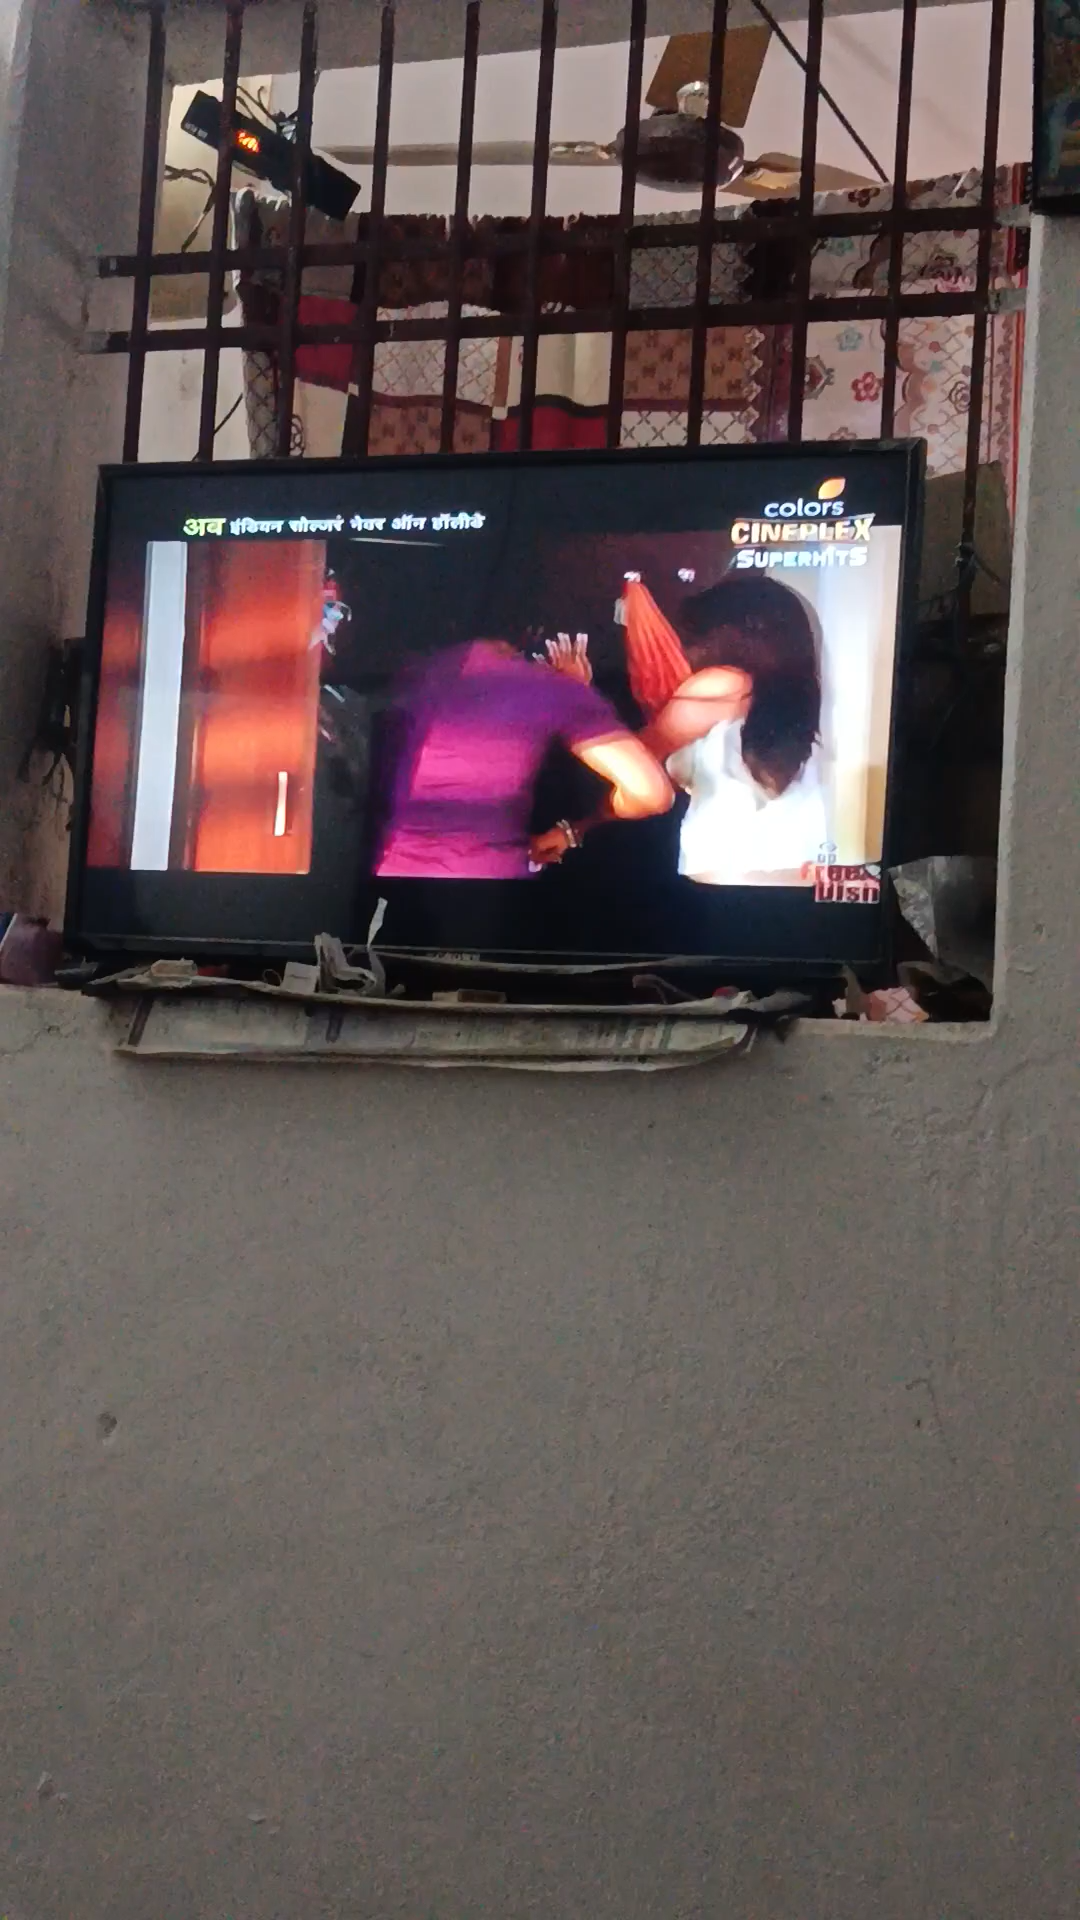 अब इंडियन सोल्जर नेवर ऑन हॉलीडे
colors
CINEPLEX
SUPERHITS
Free
Dish